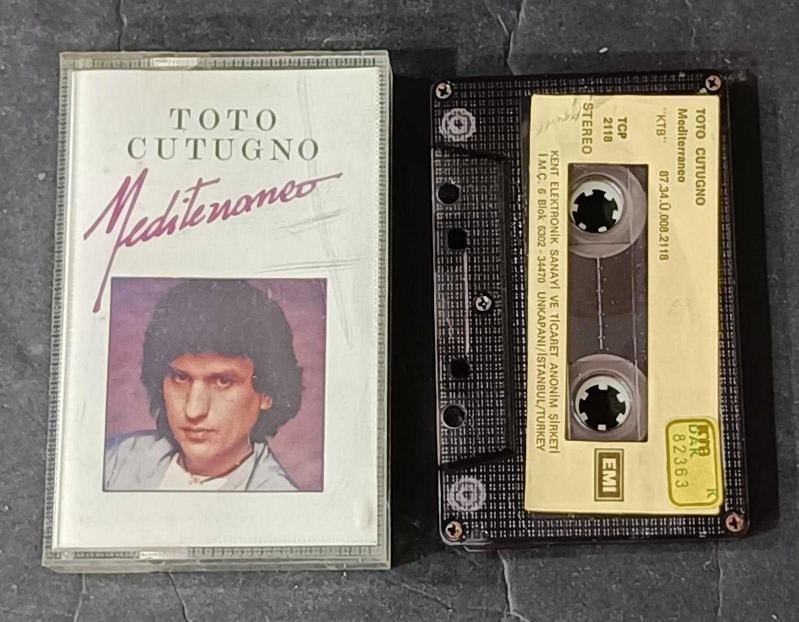 TOTO
CUTUGNO
Mediterraneo
TOTO CUTUGNO
Mediterraneo 87.34.Ü.008.2118
"KTB"
TCP
2118
STEREO
KENT ELEKTRONİK SANAYİ VE TİCARET ANONİM ŞİRKETİ
İ.M.Ç. 6 Blok 6302 - 34470 UNKAPANI/İSTANBUL/TURKEY
EMI
KTB
BAK K
82363